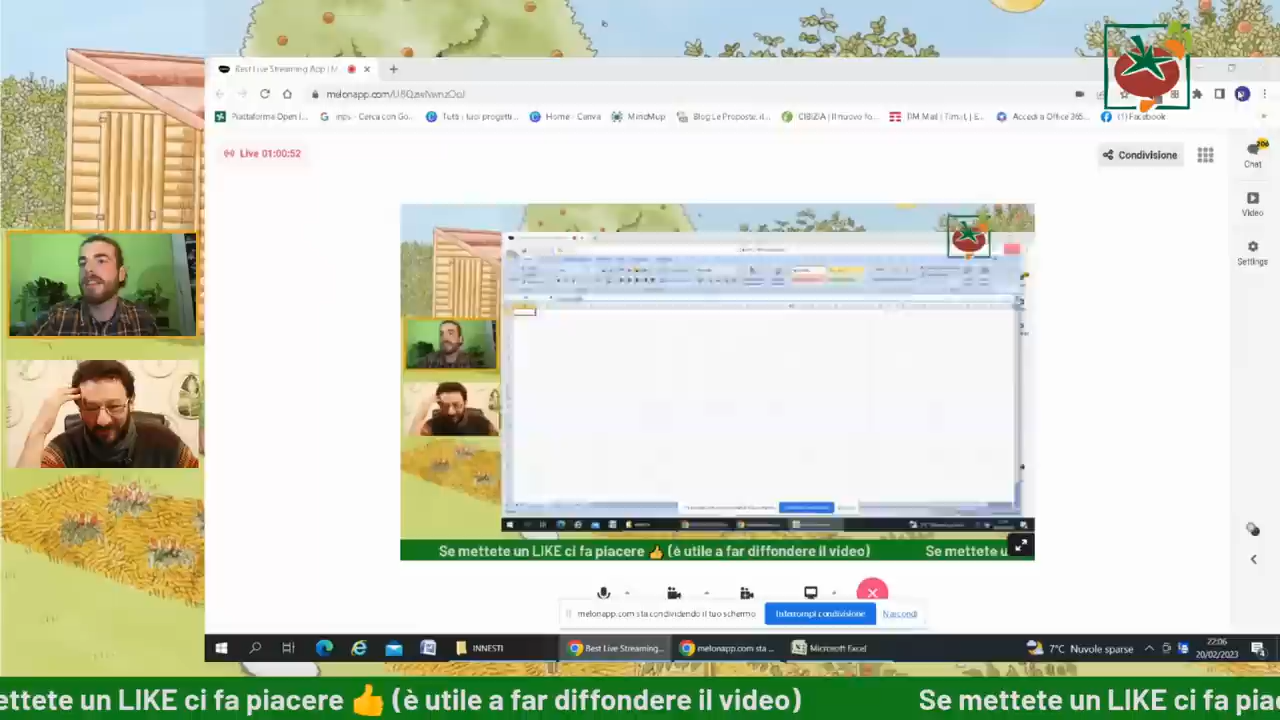 Best Live Streaming App | M
melonapp.com/U8QzwNwnzOoJ
Piattaforma Open I...
inps - Cerca con Go...
Tutti i tuoi progetti...
Home - Canva
MindMup
Blog Le Proposte, il...
CIBIZIA | Il nuovo fo...
TIM Mail | Tim.it, | E...
Accedi a Office 365...
(1) Facebook
Live 01:00:52
Condivisione
206
Chat
Video
Settings
Se mettete un LIKE ci fa piacere 👍 (è utile a far diffondere il video)
Se mettete u
melonapp.com sta condividendo il tuo schermo
Interrompi condivisione
Nascondi
INNESTI
Best Live Streaming...
melonapp.com sta ...
Microsoft Excel
7°C Nuvole sparse
22:06
20/02/2023
ettete un LIKE ci fa piacere 👍 (è utile a far diffondere il video)
Se mettete un LIKE ci fa piac